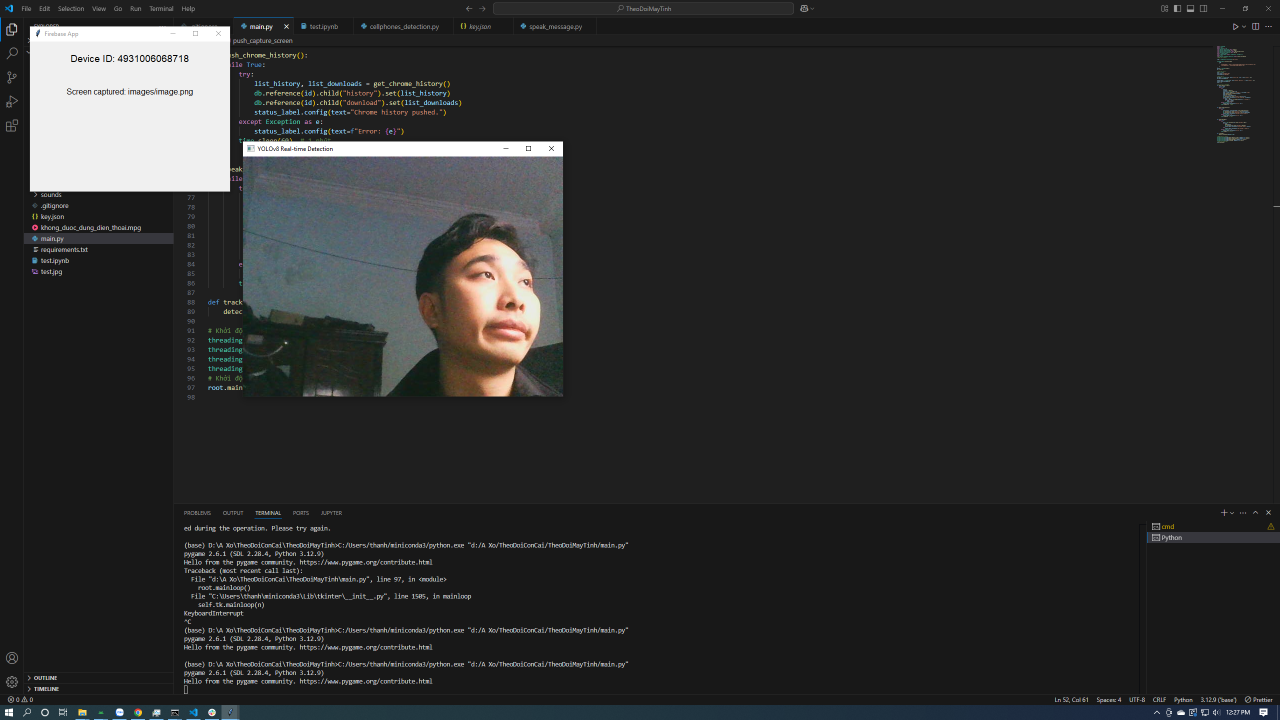 File Edit Selection View Go Run Terminal Help
TheoDoiMayTinh
EXPLORER
.gitignore
main.py
test.ipynb
cellphones_detection.py
key.json
speak_message.py
push_capture_screen
Firebase App
Device ID: 4931006068718
Screen captured: images/image.png
sounds
.gitignore
key.json
khong_duoc_dung_dien_thoai.mpg
main.py
requirements.txt
test.ipynb
test.jpg
OUTLINE
TIMELINE
sh_chrome_history():
ile True:
try:
list_history, list_downloads = get_chrome_history()
db.reference(id).child("history").set(list_history)
db.reference(id).child("download").set(list_downloads)
status_label.config(text="Chrome history pushed.")
except Exception as e:
status_label.config(text=f"Error: {e}")
YOLOv8 Real-time Detection
77
78
79
80
81
82
83
84 e
85
86 t
87
88 def track
89 detec
90
91 # Khởi độ
92 threading
93 threading
94 threading
95 threading
96 # Khởi độ
97 root.main
98
PROBLEMS OUTPUT TERMINAL PORTS JUPYTER
cmd
Python
ed during the operation. Please try again.
(base) D:\A Xo\TheoDoiConCai\TheoDoiMayTinh>C:/Users/thanh/miniconda3/python.exe "d:/A Xo/TheoDoiConCai/TheoDoiMayTinh/main.py"
pygame 2.6.1 (SDL 2.28.4, Python 3.12.9)
Hello from the pygame community. https://www.pygame.org/contribute.html
Traceback (most recent call last):
File "d:\A Xo\TheoDoiConCai\TheoDoiMayTinh\main.py", line 97, in <module>
root.mainloop()
File "C:\Users\thanh\miniconda3\Lib\tkinter\__init__.py", line 1505, in mainloop
self.tk.mainloop(n)
KeyboardInterrupt
^C
(base) D:\A Xo\TheoDoiConCai\TheoDoiMayTinh>C:/Users/thanh/miniconda3/python.exe "d:/A Xo/TheoDoiConCai/TheoDoiMayTinh/main.py"
pygame 2.6.1 (SDL 2.28.4, Python 3.12.9)
Hello from the pygame community. https://www.pygame.org/contribute.html
(base) D:\A Xo\TheoDoiConCai\TheoDoiMayTinh>C:/Users/thanh/miniconda3/python.exe "d:/A Xo/TheoDoiConCai/TheoDoiMayTinh/main.py"
pygame 2.6.1 (SDL 2.28.4, Python 3.12.9)
Hello from the pygame community. https://www.pygame.org/contribute.html
0 0
Ln 52, Col 61 Spaces: 4 UTF-8 CRLF Python 3.12.9 ('base') Prettier
12:27 PM